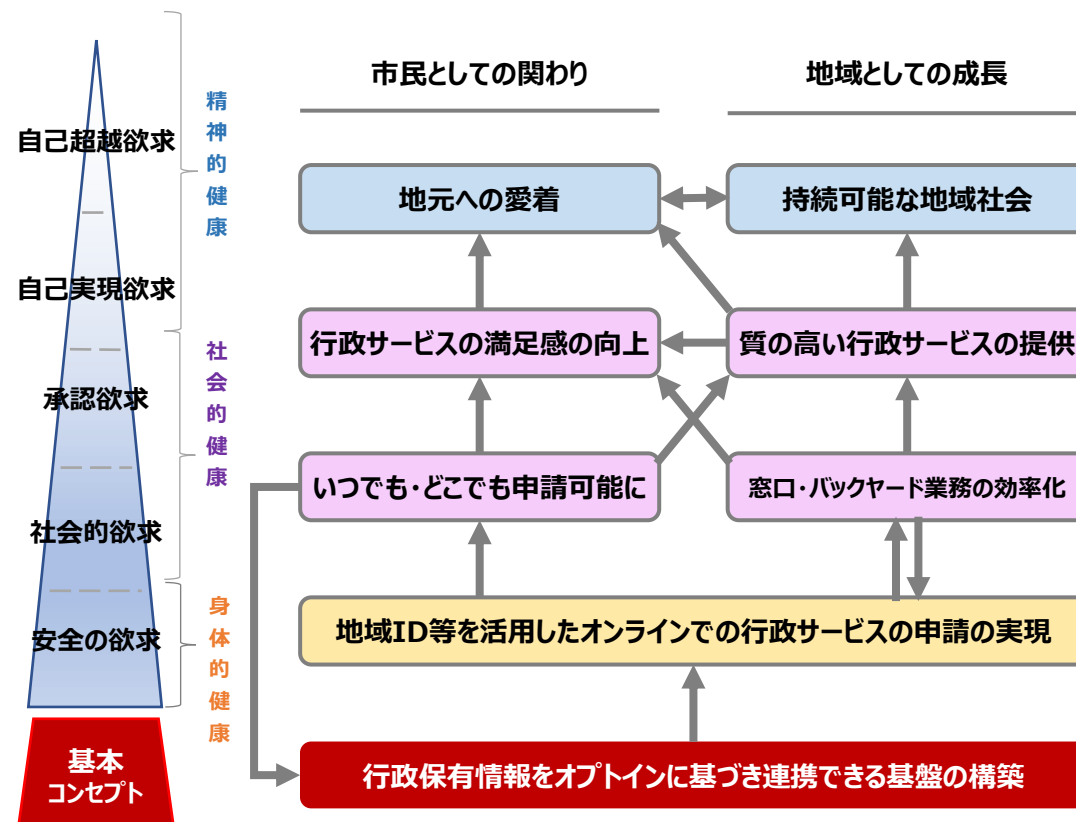 市民としての関わり
地域としての成長
自己超越欲求
精神的健康
地元への愛着
持続可能な地域社会
自己実現欲求
行政サービスの満足感の向上
質の高い行政サービスの提供
承認欲求
社会的健康
いつでも・どこでも申請可能に
窓口・バックヤード業務の効率化
社会的欲求
安全の欲求
身体的健康
地域ID等を活用したオンラインでの行政サービスの申請の実現
基本
コンセプト
行政保有情報をオプトインに基づき連携できる基盤の構築